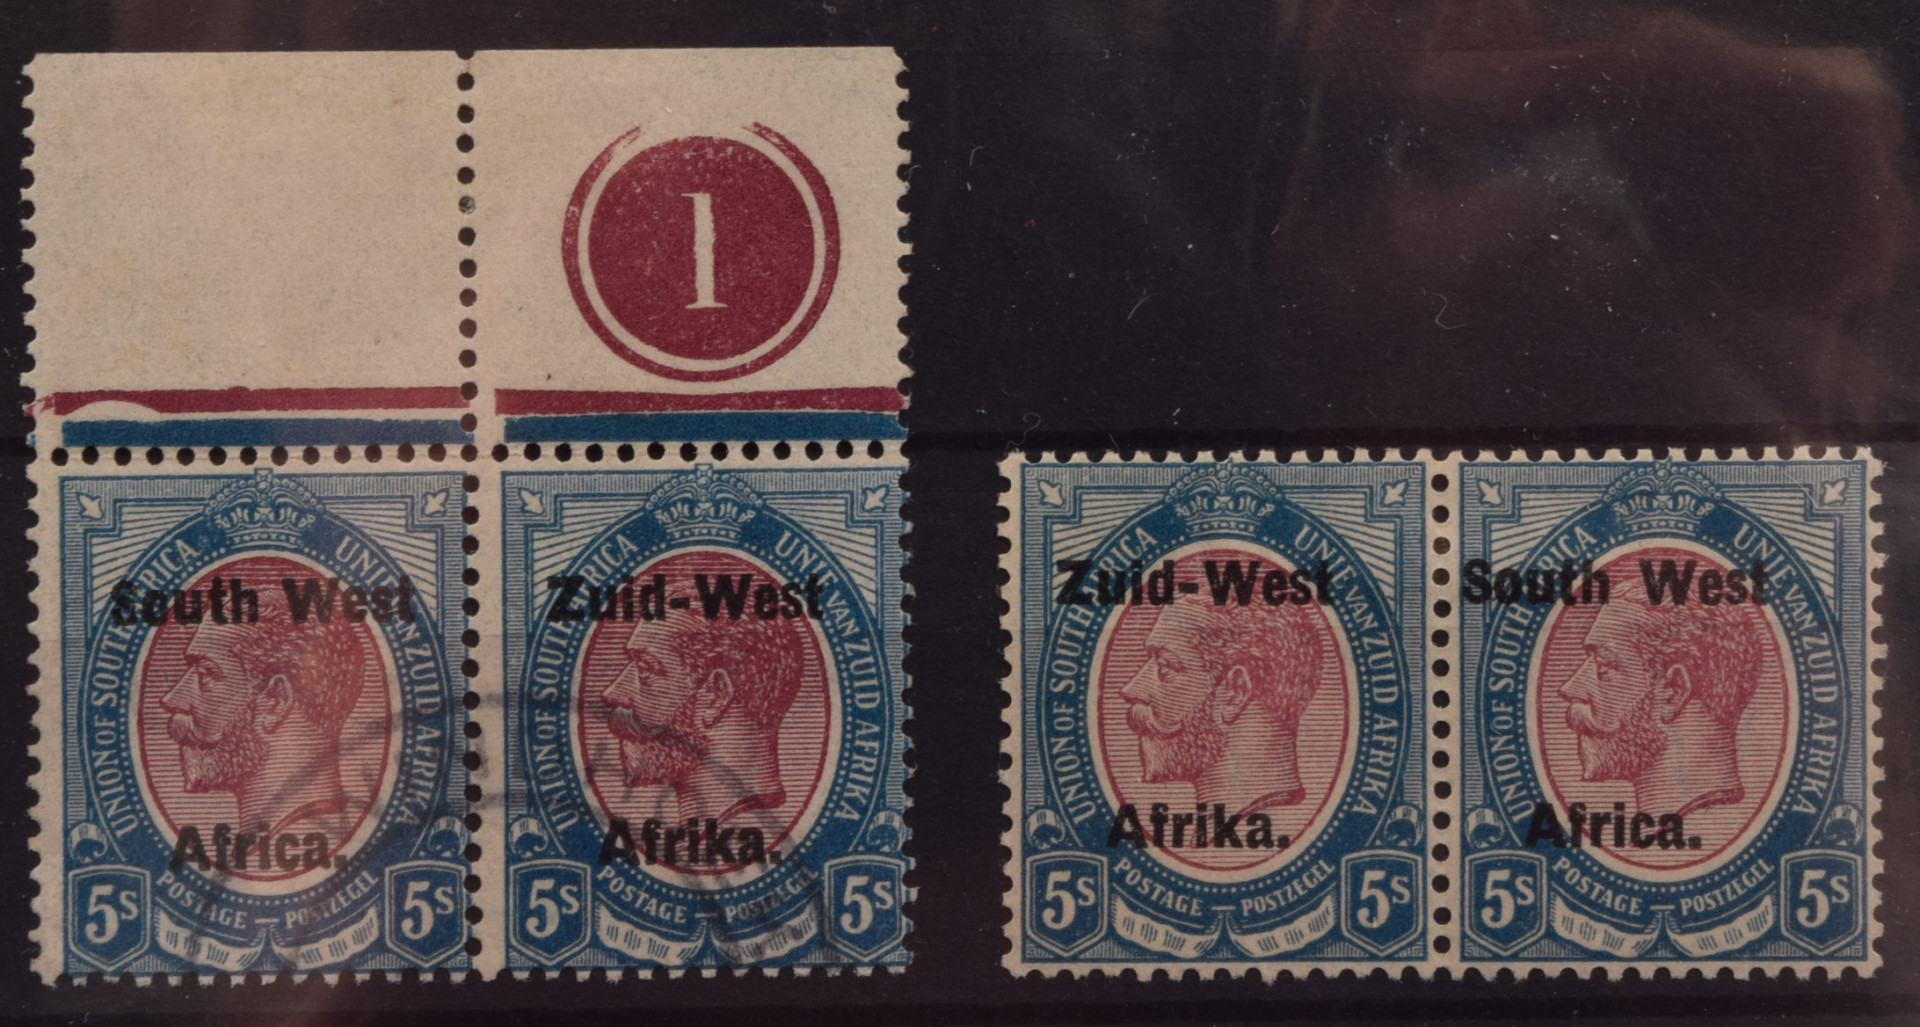 1
UNION OF SOUTH AFRICA UNIE VAN ZUID AFRIKA
South West
Africa.
5s POSTAGE — POSTZEGEL 5s
UNION OF SOUTH AFRICA UNIE VAN ZUID AFRIKA
Zuid-West
Afrika.
5s POSTAGE — POSTZEGEL 5s
UNION OF SOUTH AFRICA UNIE VAN ZUID AFRIKA
Zuid-West
Afrika.
5s POSTAGE — POSTZEGEL 5s
UNION OF SOUTH AFRICA UNIE VAN ZUID AFRIKA
South West
Africa.
5s POSTAGE — POSTZEGEL 5s